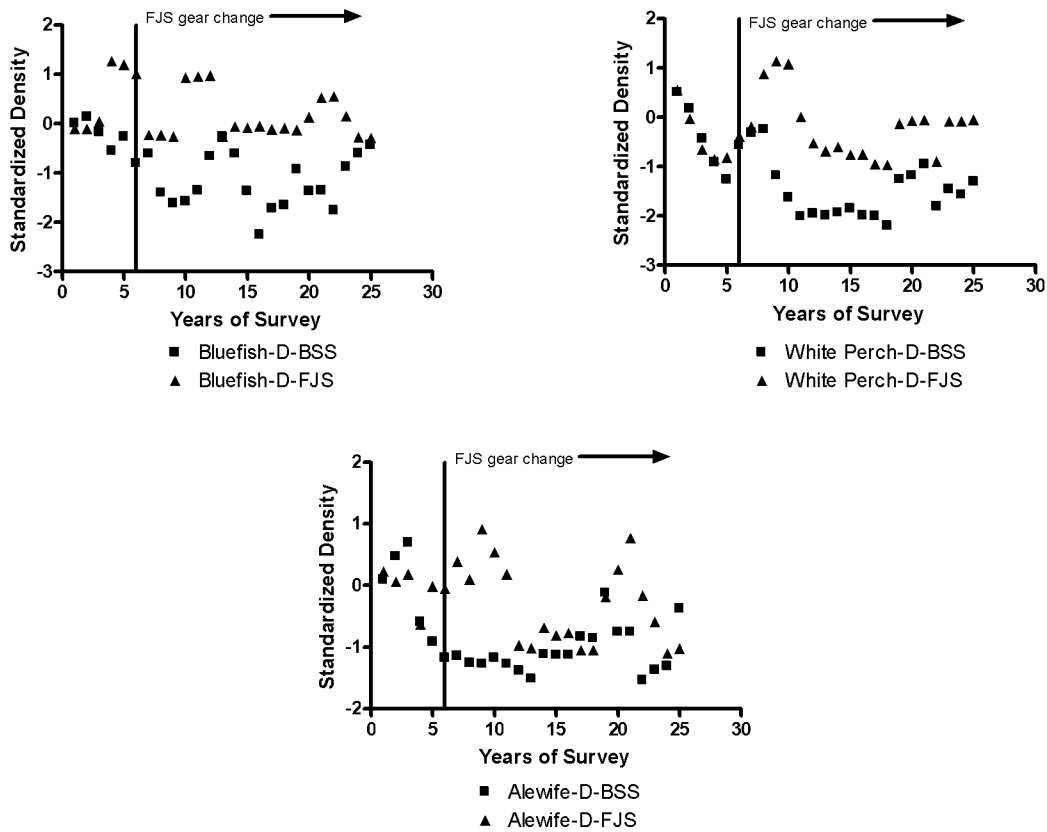 FJS gear change
2
1
0
-1
-2
-3
Standardized Density
0 5 10 15 20 25 30
Years of Survey
Bluefish-D-BSS
Bluefish-D-FJS
FJS gear change
2
1
0
-1
-2
-3
Standardized Density
0 5 10 15 20 25 30
Years of Survey
White Perch-D-BSS
White Perch-D-FJS
FJS gear change
2
1
0
-1
-2
Standardized Density
0 5 10 15 20 25 30
Years of Survey
Alewife-D-BSS
Alewife-D-FJS